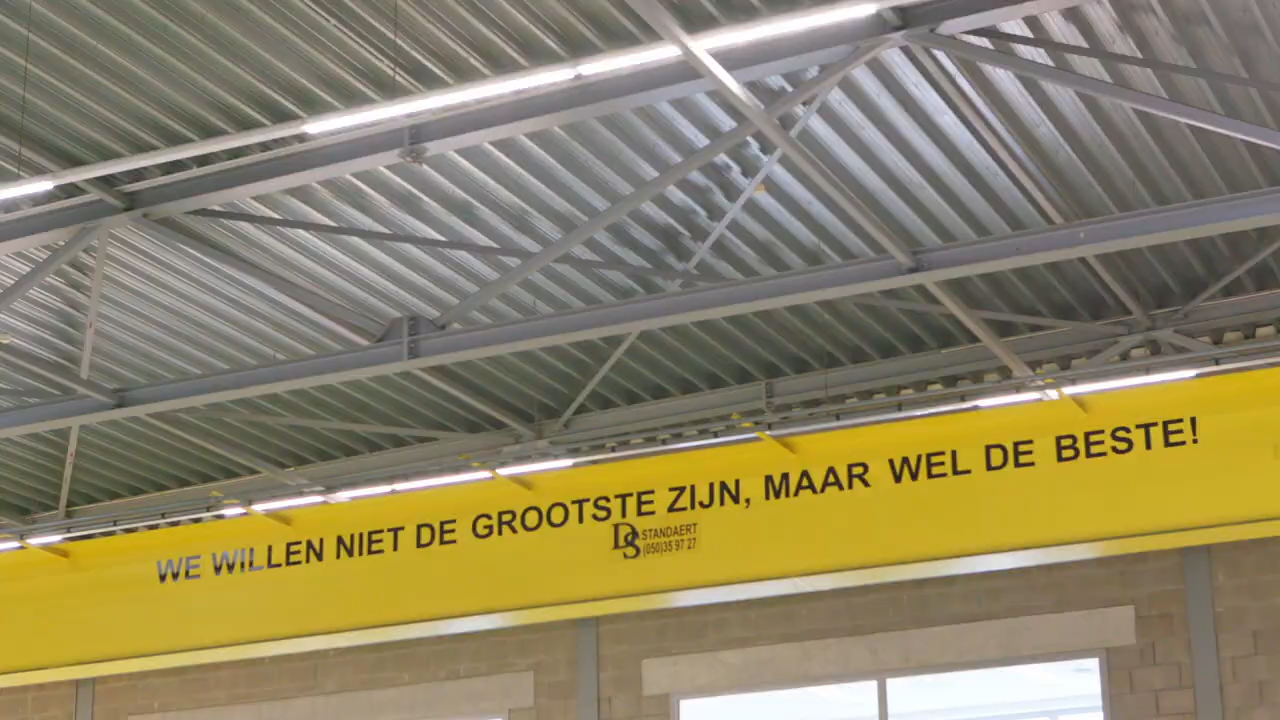 WE WILLEN NIET DE GROOTSTE ZIJN, MAAR WEL DE BESTE!
DS STANDAERT
(050)35 97 27